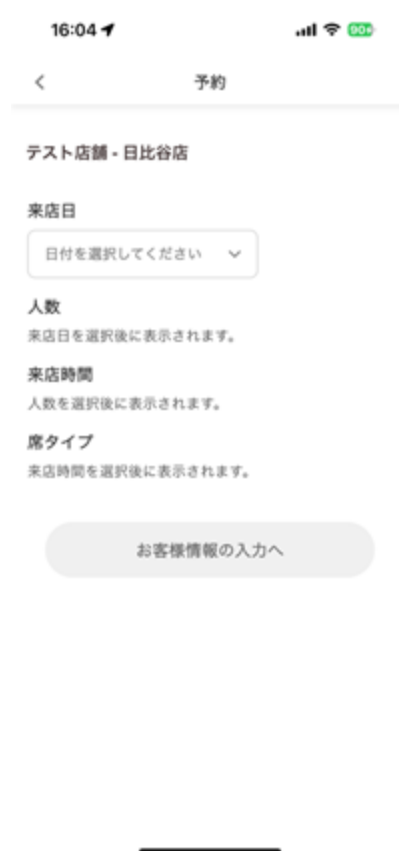 16:04
90
予約
テスト店舗 - 日比谷店
来店日
日付を選択してください
人数
来店日を選択後に表示されます。
来店時間
人数を選択後に表示されます。
席タイプ
来店時間を選択後に表示されます。
お客様情報の入力へ